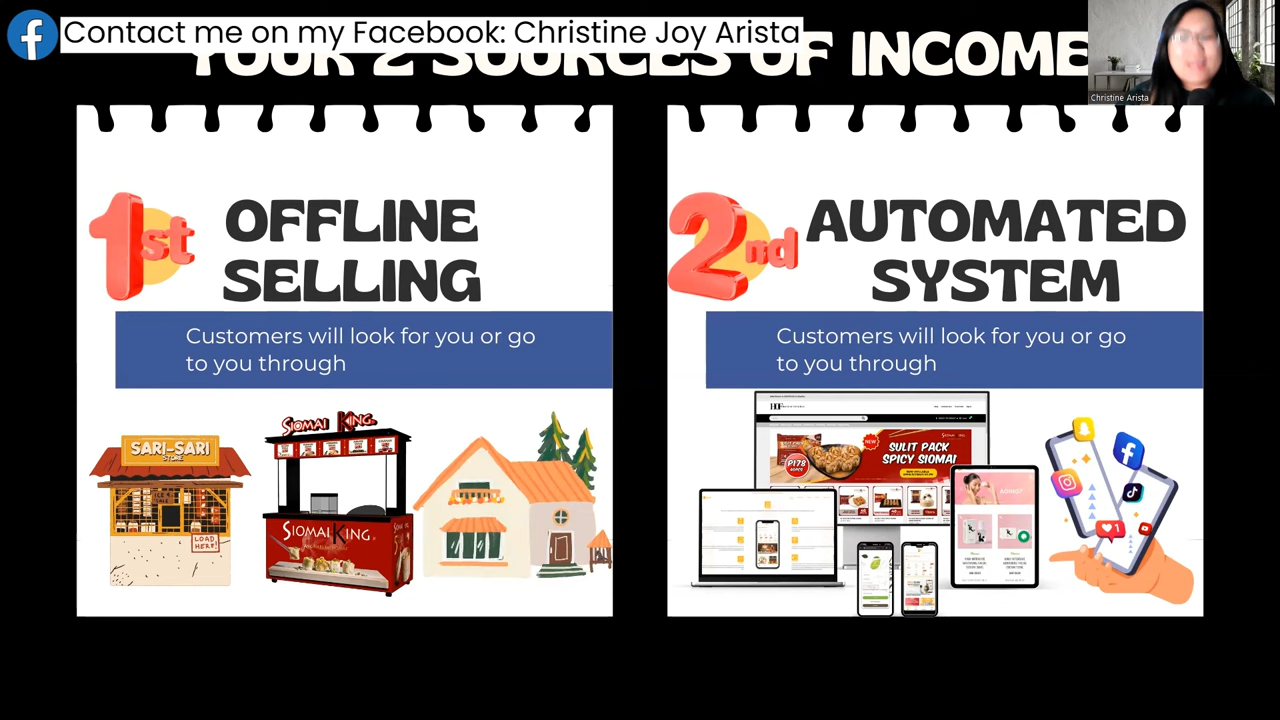 Contact me on my Facebook: Christine Joy Arista
YOUR 2 SOURCES OF INCOME
Christine Arista
1st
OFFLINE
SELLING
Customers will look for you or go
to you through
SARI-SARI
STORE
LOAD
HERE!
SIOMAI KING
SIOMAI KING
2nd
AUTOMATED
SYSTEM
Customers will look for you or go
to you through
NEW
SULIT PACK
SPICY SIOMAI
P178
1